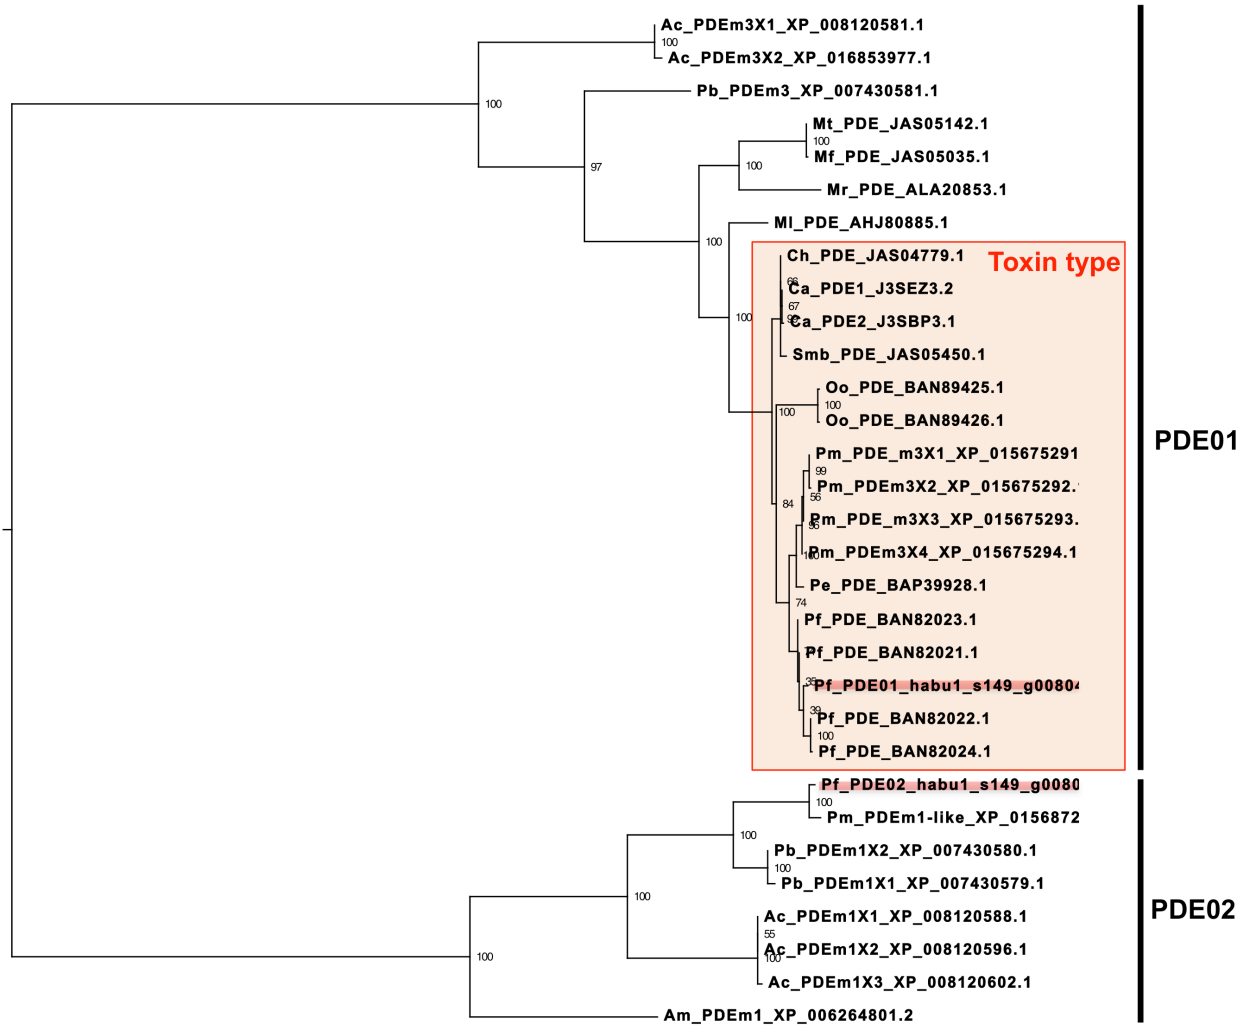 Ac_PDEm3X1_XP_008120581.1
100
Ac_PDEm3X2_XP_016853977.1
Pb_PDEm3_XP_007430581.1
100
Mt_PDE_JAS05142.1
100
Mf_PDE_JAS05035.1
97
100
Mr_PDE_ALA20853.1
Ml_PDE_AHJ80885.1
100
Ch_PDE_JAS04779.1
Toxin type
66
Ca_PDE1_J3SEZ3.2
67
100
Ca_PDE2_J3SBP3.1
Smb_PDE_JAS05450.1
Oo_PDE_BAN89425.1
100
100
Oo_PDE_BAN89426.1
PDE01
Pm_PDE_m3X1_XP_015675291
99
Pm_PDEm3X2_XP_015675292.
56
84
Pm_PDE_m3X3_XP_015675293.
Pm_PDEm3X4_XP_015675294.1
100
Pe_PDE_BAP39928.1
74
Pf_PDE_BAN82023.1
Pf_PDE_BAN82021.1
35
Pf_PDE01_habu1_s149_g0080
39
Pf_PDE_BAN82022.1
100
Pf_PDE_BAN82024.1
Pf_PDE02_habu1_s149_g0080
100
Pm_PDEm1-like_XP_0156872
100
Pb_PDEm1X2_XP_007430580.1
100
Pb_PDEm1X1_XP_007430579.1
100
PDE02
Ac_PDEm1X1_XP_008120588.1
55
Ac_PDEm1X2_XP_008120596.1
100
100
Ac_PDEm1X3_XP_008120602.1
Am_PDEm1_XP_006264801.2